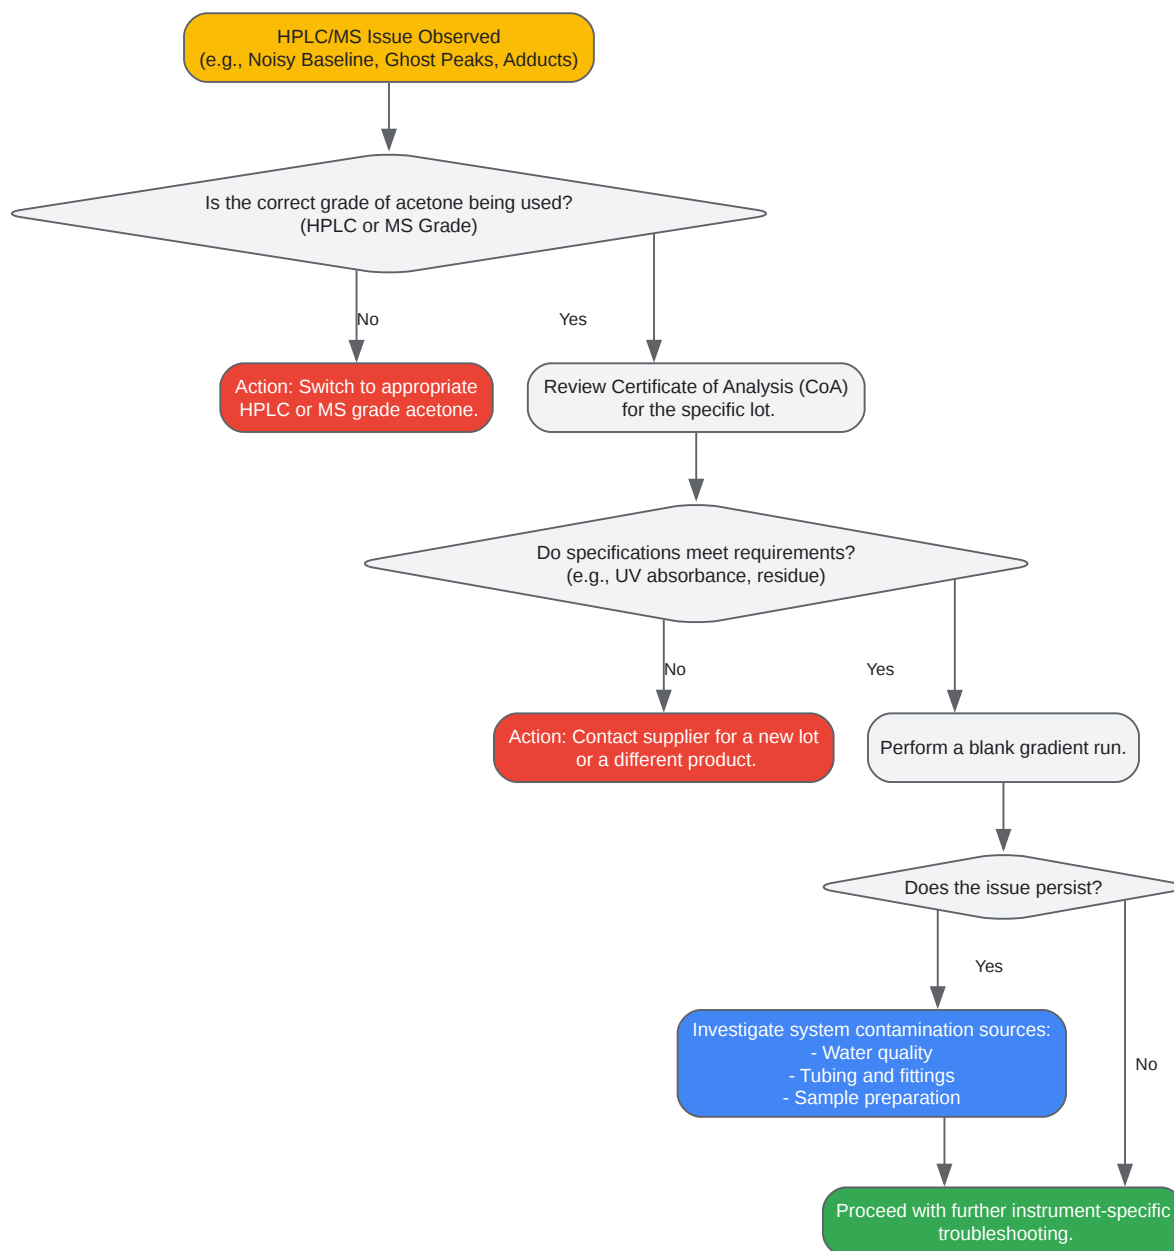 HPLC/MS Issue Observed
(e.g., Noisy Baseline, Ghost Peaks, Adducts)
Is the correct grade of acetone being used?
(HPLC or MS Grade)
No
Yes
Action: Switch to appropriate
HPLC or MS grade acetone.
Review Certificate of Analysis (CoA)
for the specific lot.
Do specifications meet requirements?
(e.g., UV absorbance, residue)
No
Yes
Action: Contact supplier for a new lot
or a different product.
Perform a blank gradient run.
Does the issue persist?
Yes
Investigate system contamination sources:
- Water quality
- Tubing and fittings
- Sample preparation
No
Proceed with further instrument-specific
troubleshooting.